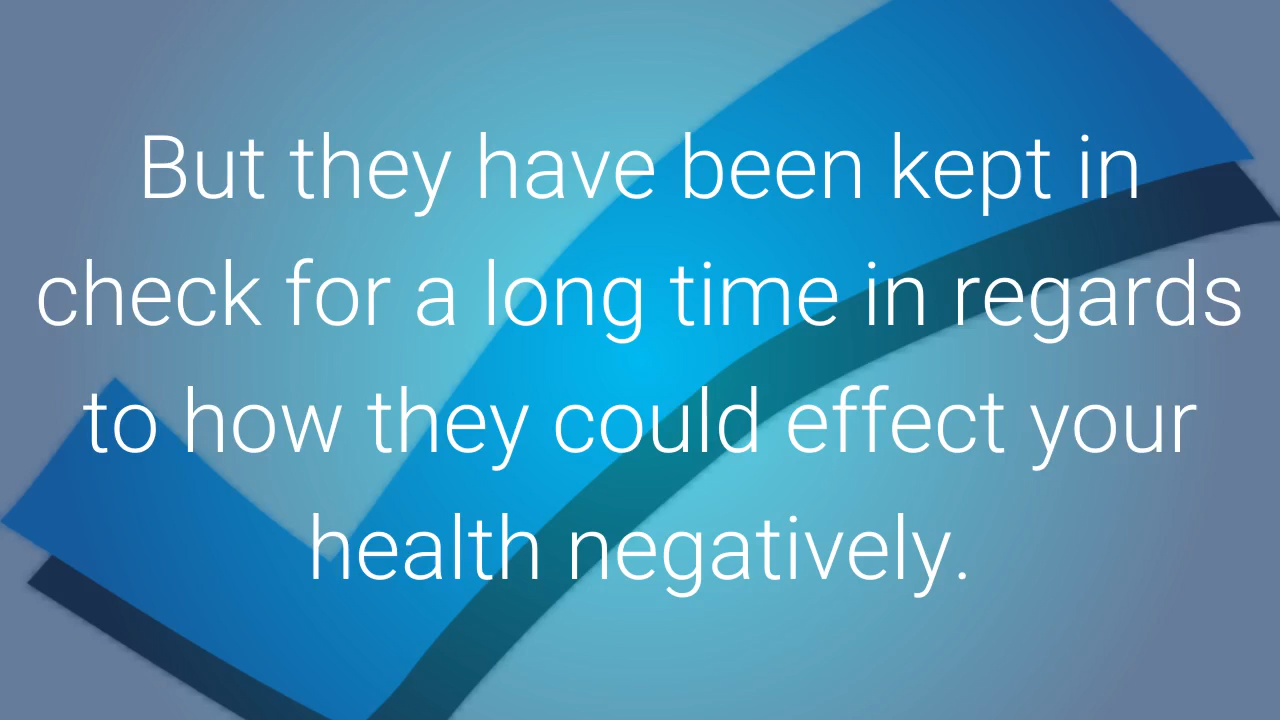 But they have been kept in
check for a long time in regards
to how they could effect your
health negatively.